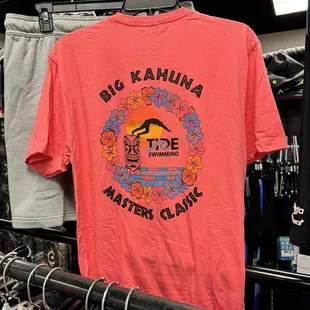 BIG KAHUNA
TIDE
SWIMMING
MASTERS CLASSIC